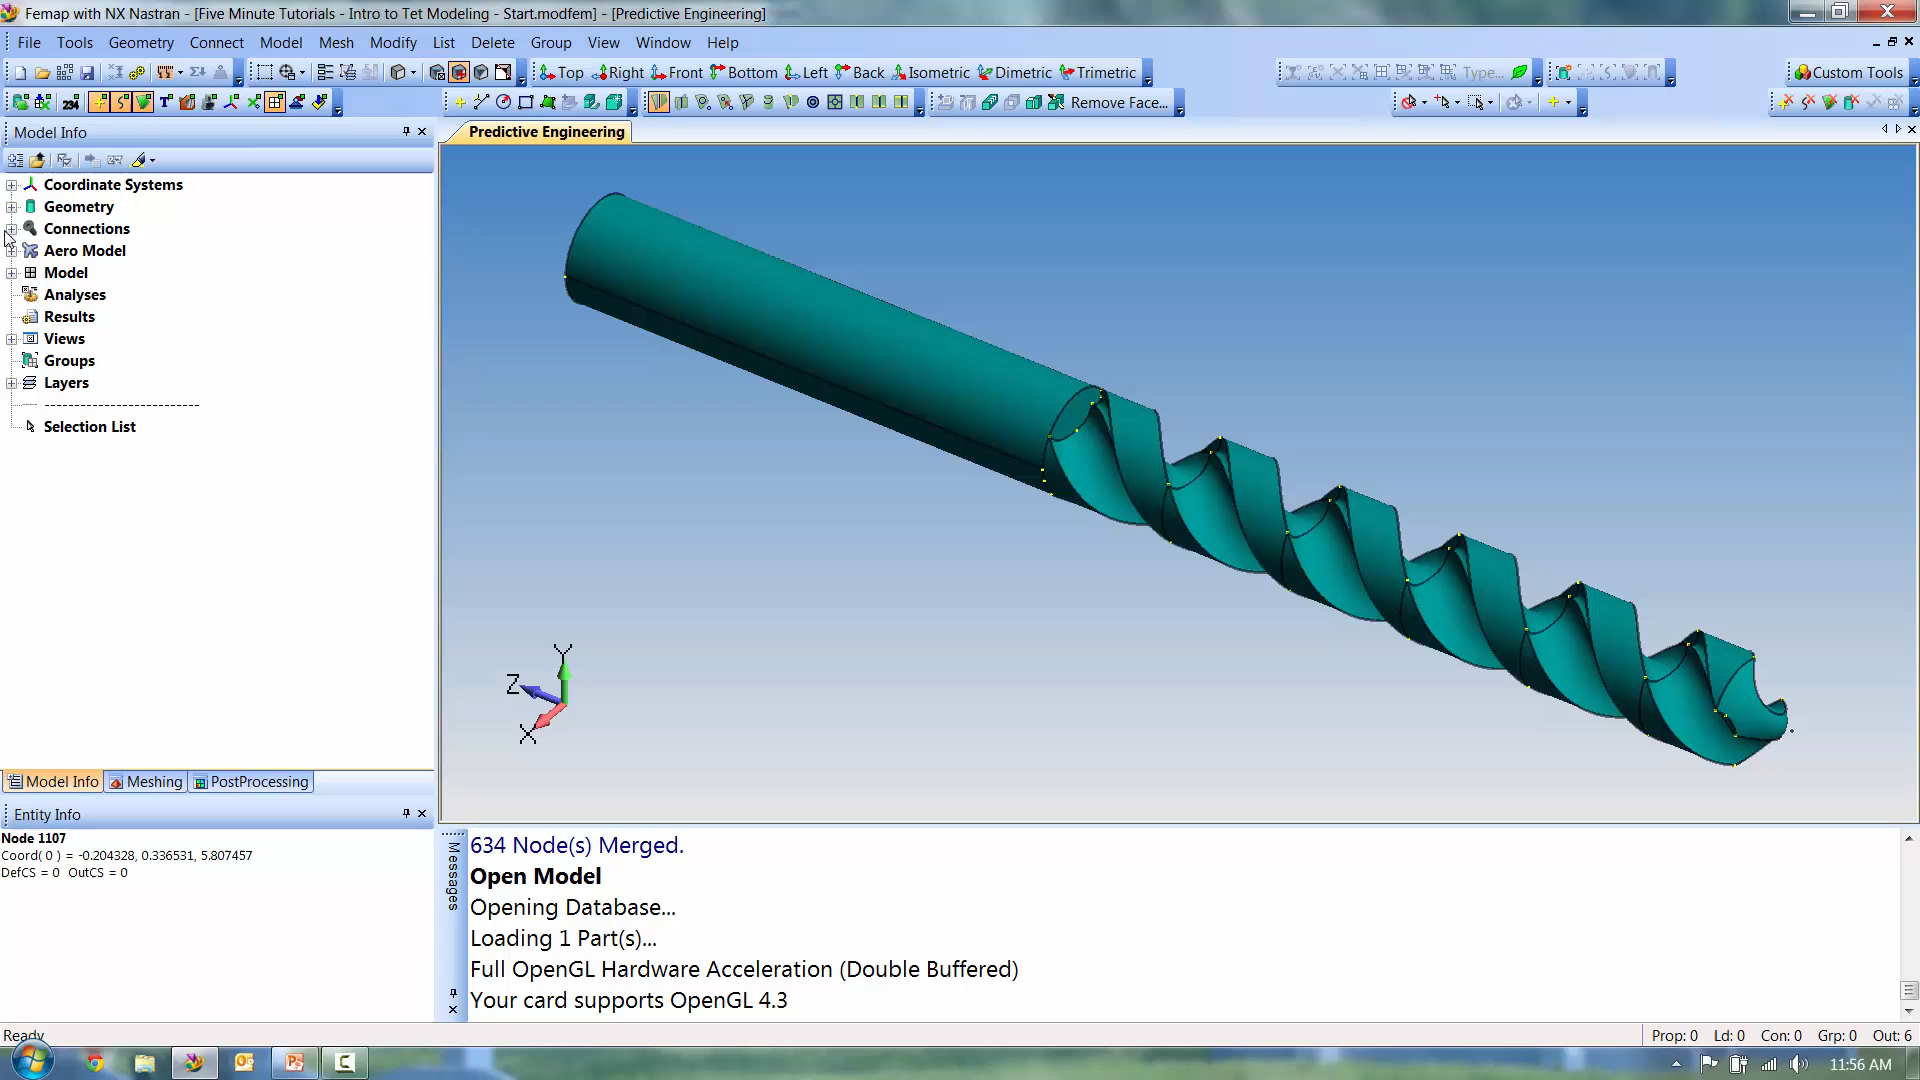 Femap with NX Nastran - [Five Minute Tutorials - Intro to Tet Modeling - Start.modfem] - [Predictive Engineering]
File Tools Geometry Connect Model Mesh Modify List Delete Group View Window Help
Top Right Front Bottom Left Back Isometric Dimetric Trimetric Type... Custom Tools
234 T Remove Face...
Model Info
Predictive Engineering
Coordinate Systems
Geometry
Connections
Aero Model
Model
Analyses
Results
Views
Groups
Layers
--------------------------
Selection List
Y
Z
X
Model Info Meshing PostProcessing
Entity Info
Node 1107
Coord( 0 ) = -0.204328, 0.336531, 5.807457
DefCS = 0 OutCS = 0
Messages
634 Node(s) Merged.
Open Model
Opening Database...
Loading 1 Part(s)...
Full OpenGL Hardware Acceleration (Double Buffered)
Your card supports OpenGL 4.3
Ready
Prop: 0 Ld: 0 Con: 0 Grp: 0 Out: 6
11:56 AM